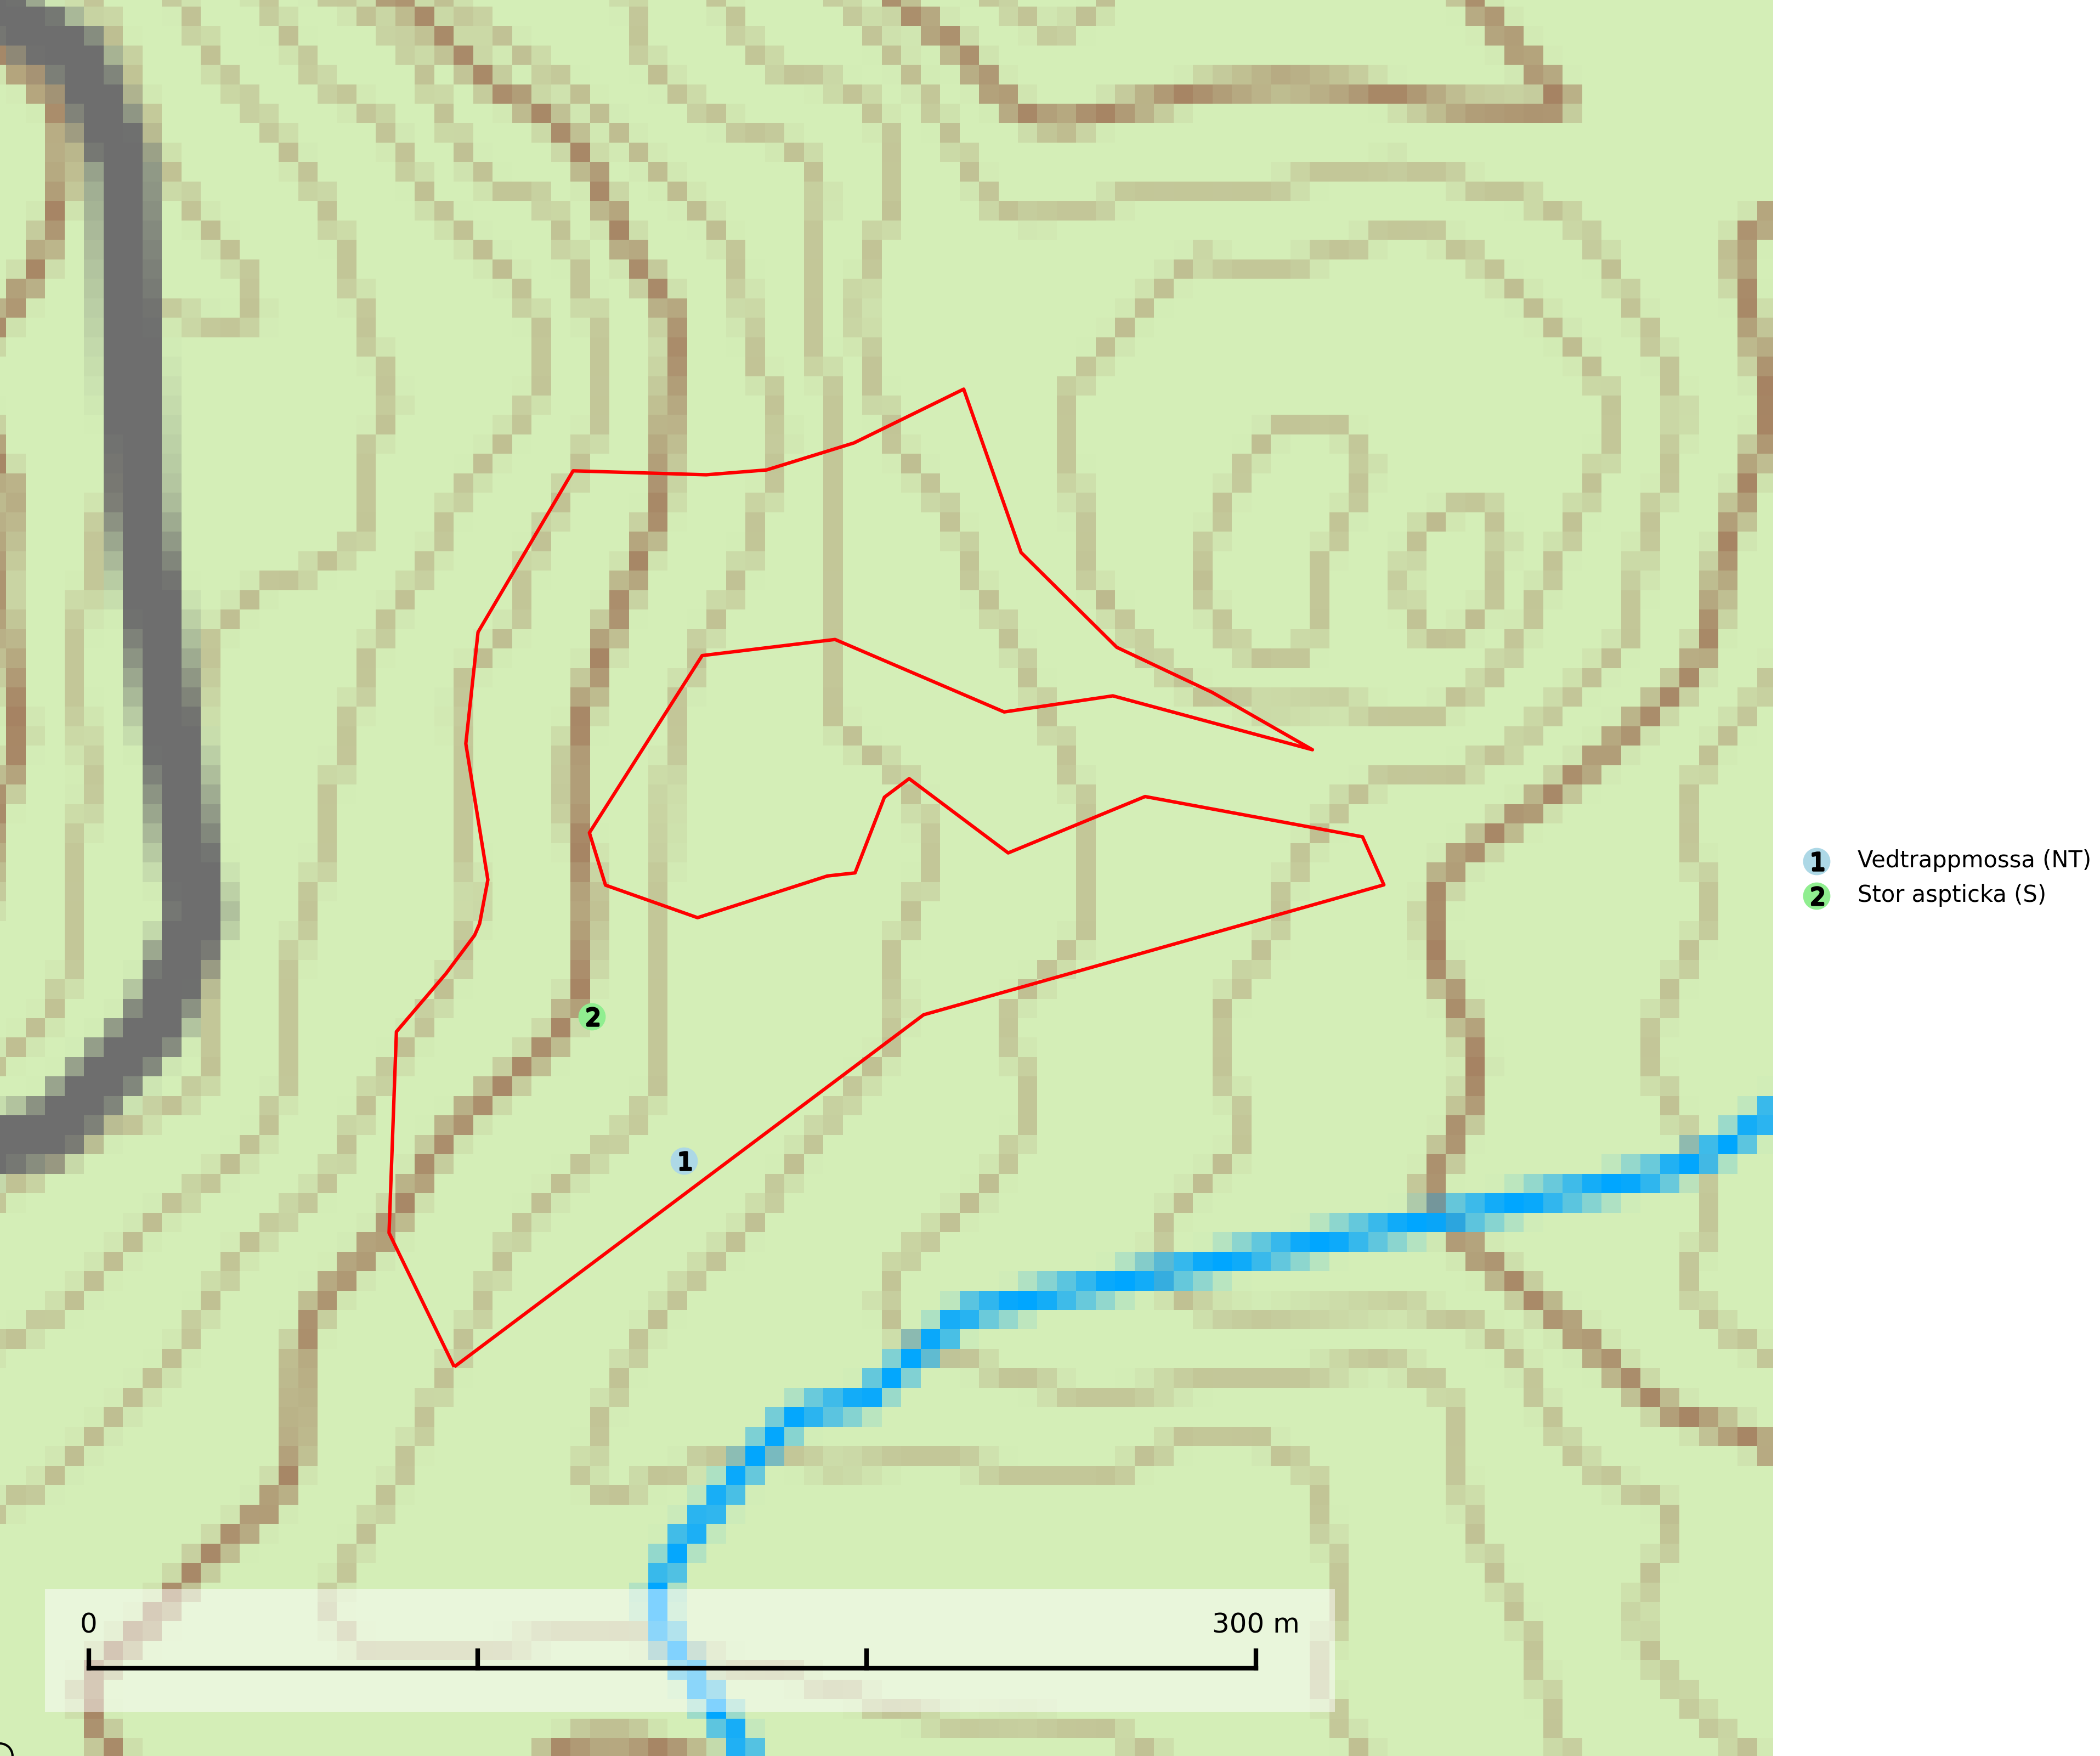 1 Vedtrappmossa (NT)
2 Stor aspticka (S)
2
1
0 300 m